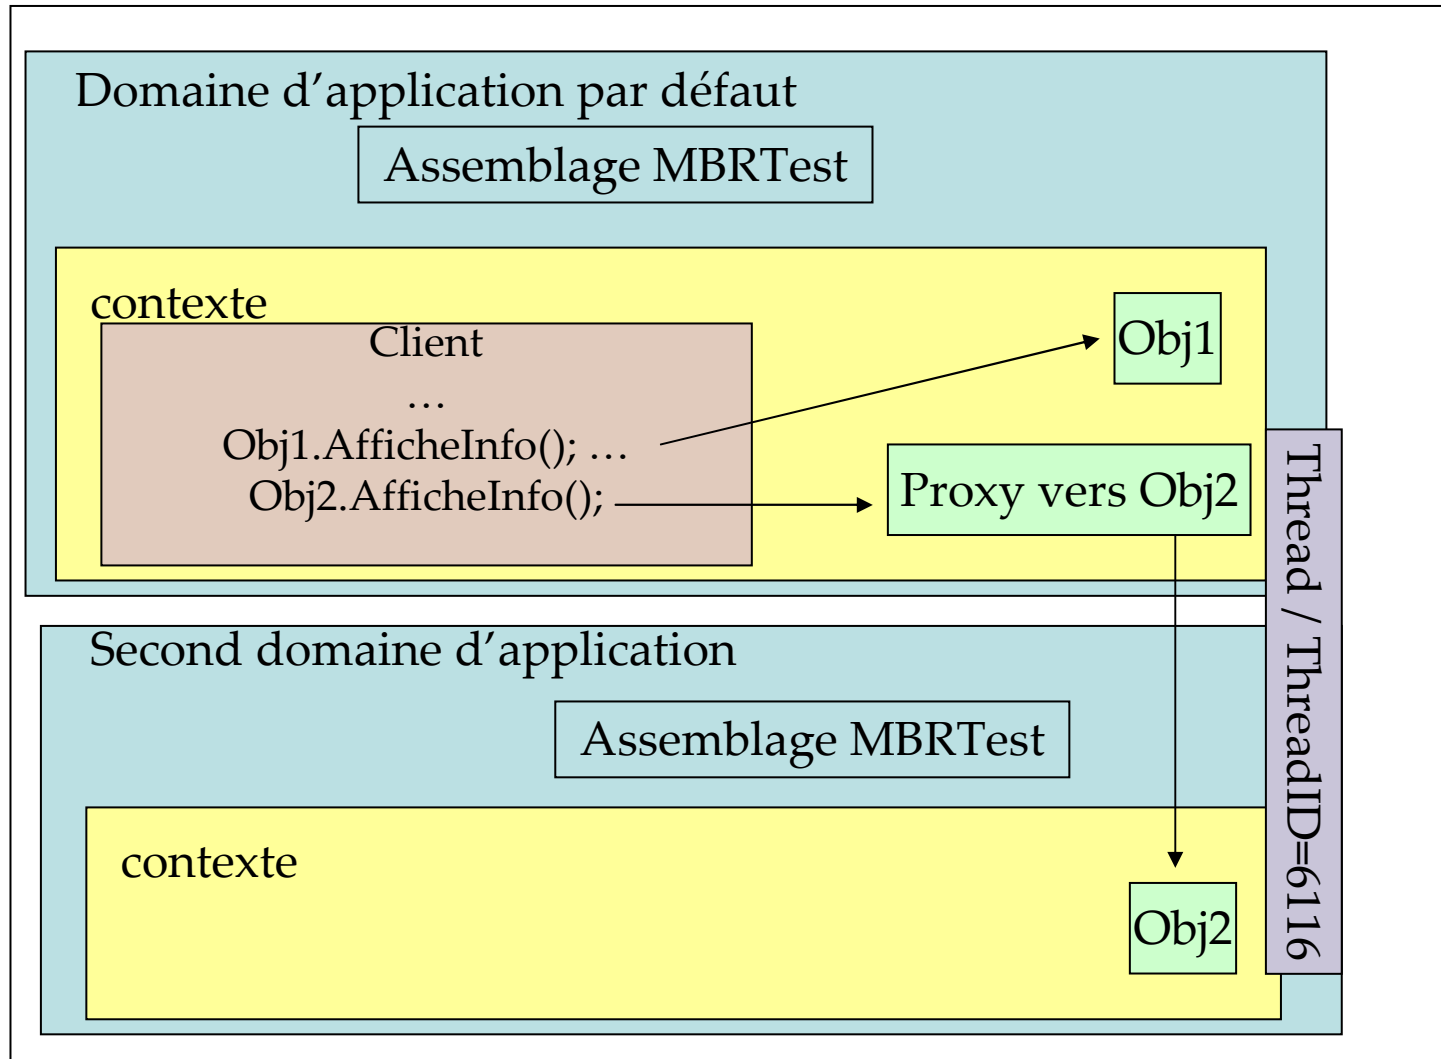 Domaine d’application par défaut
Assemblage MBRTest
contexte
Client
…
Obj1.AfficheInfo(); …
Obj2.AfficheInfo();
Obj1
Proxy vers Obj2
Thread / ThreadID=6116
Second domaine d’application
Assemblage MBRTest
contexte
Obj2